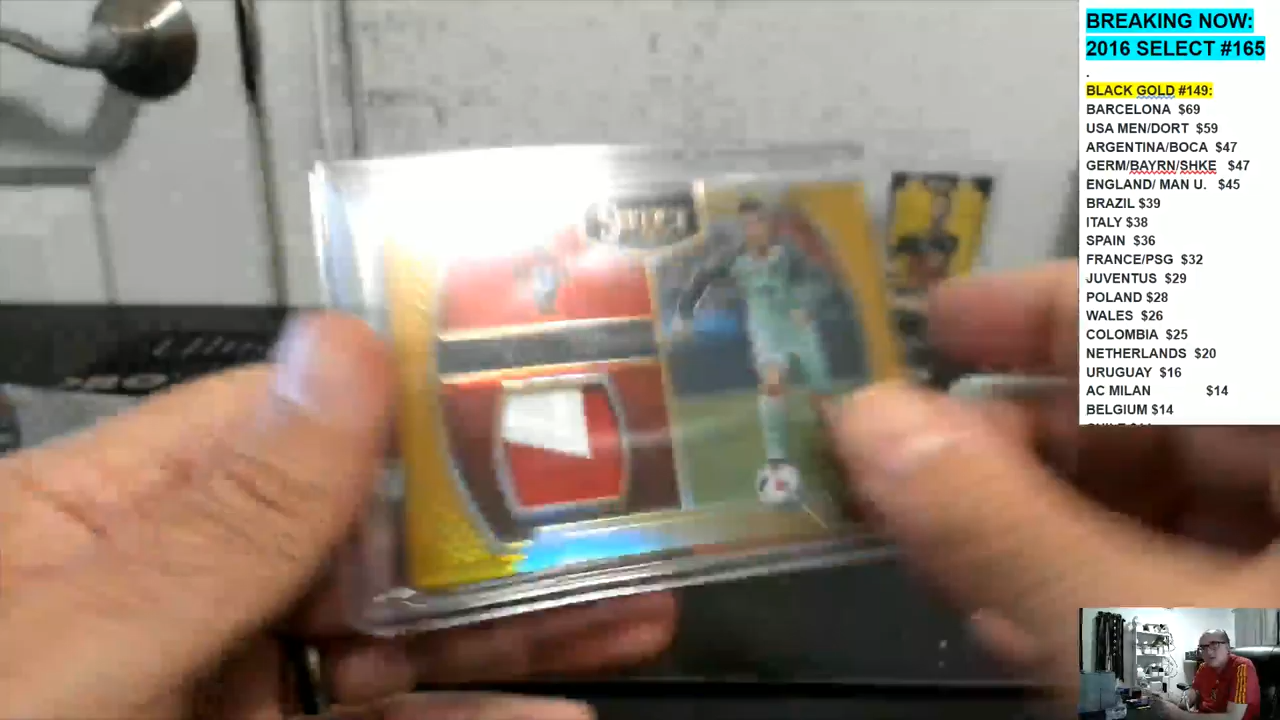 SELECT
BREAKING NOW:
2016 SELECT #165
.
BLACK GOLD #149:
BARCELONA $69
USA MEN/DORT $59
ARGENTINA/BOCA $47
GERM/BAYRN/SHKE $47
ENGLAND/ MAN U. $45
BRAZIL $39
ITALY $38
SPAIN $36
FRANCE/PSG $32
JUVENTUS $29
POLAND $28
WALES $26
COLOMBIA $25
NETHERLANDS $20
URUGUAY $16
AC MILAN $14
BELGIUM $14